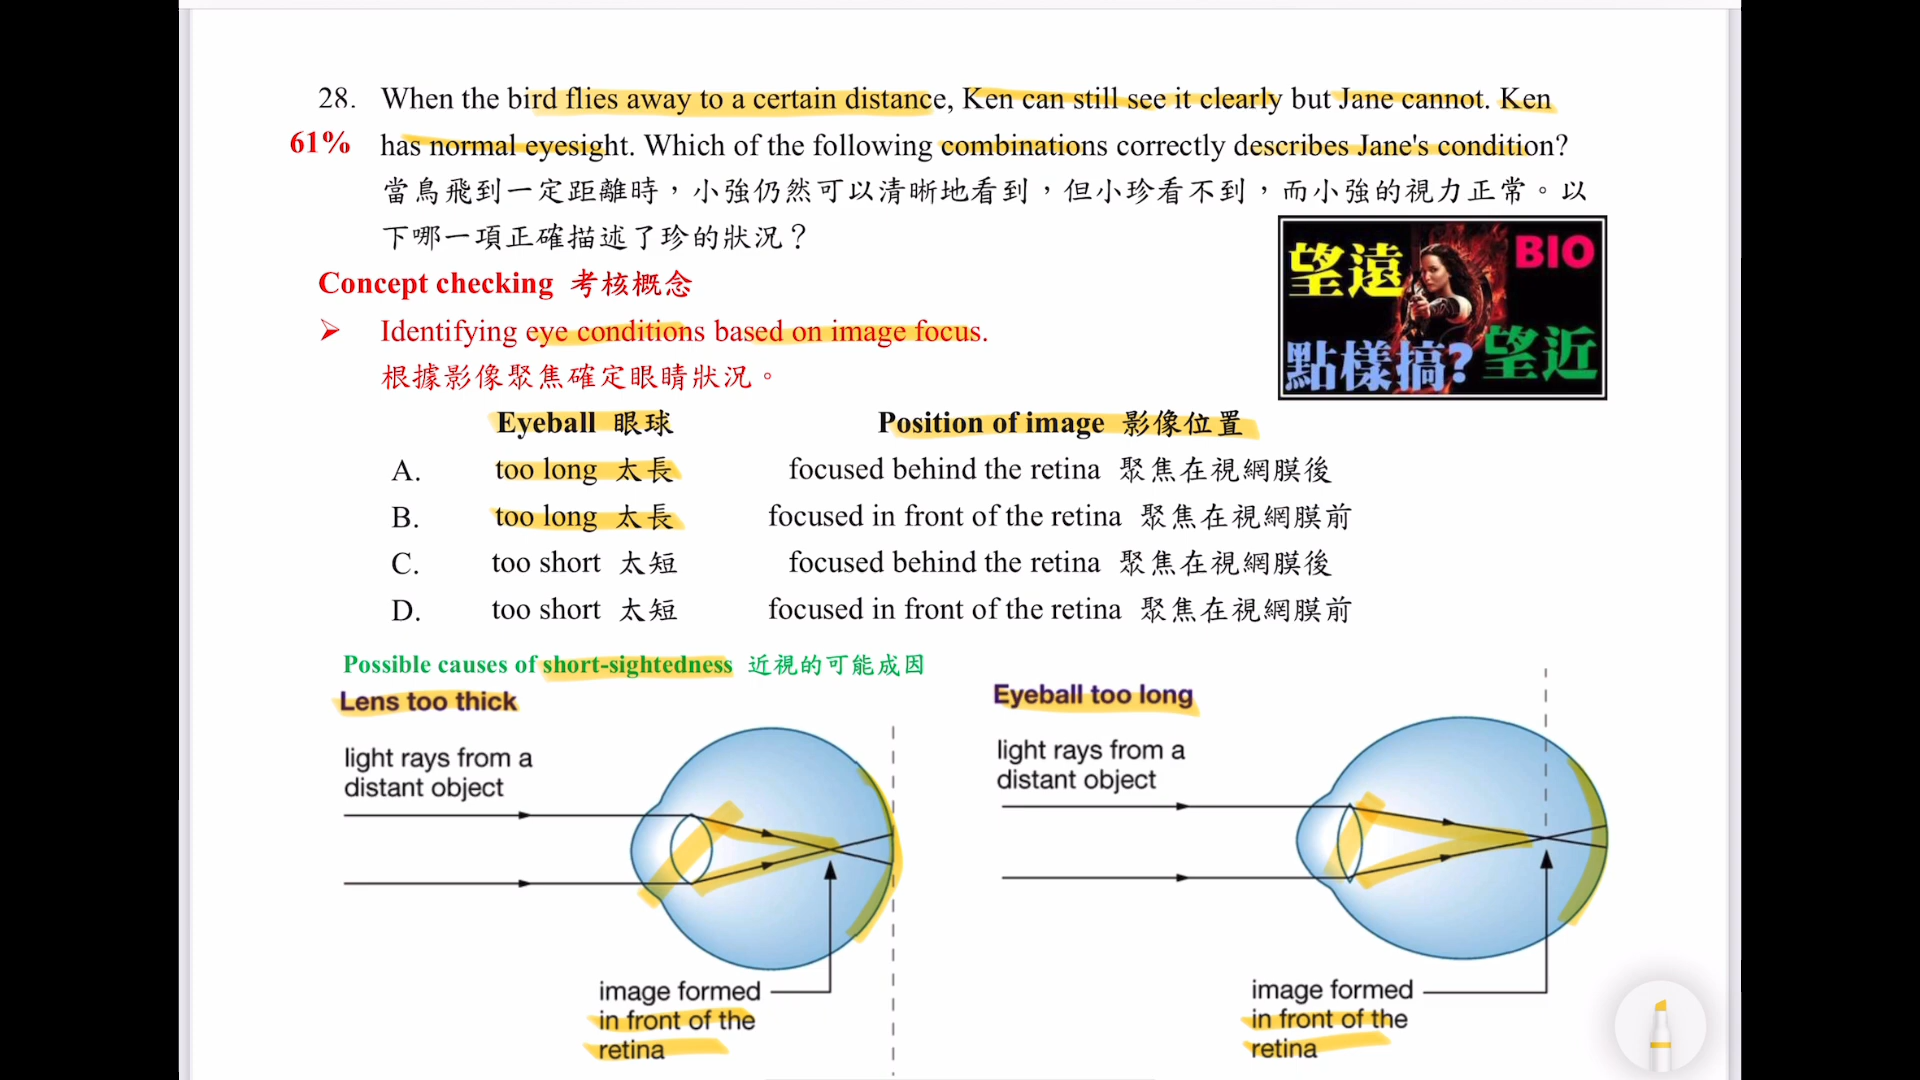 28. When the bird flies away to a certain distance, Ken can still see it clearly but Jane cannot. Ken
61% has normal eyesight. Which of the following combinations correctly describes Jane's condition?
當鳥飛到一定距離時，小強仍然可以清晰地看到，但小珍看不到，而小強的視力正常。以
下哪一項正確描述了珍的狀況？
望遠 BIO
點樣搞? 望近
Concept checking 考核概念
➢ Identifying eye conditions based on image focus.
根據影像聚焦確定眼睛狀況。
Eyeball 眼球 Position of image 影像位置
A. too long 太長 focused behind the retina 聚焦在視網膜後
B. too long 太長 focused in front of the retina 聚焦在視網膜前
C. too short 太短 focused behind the retina 聚焦在視網膜後
D. too short 太短 focused in front of the retina 聚焦在視網膜前
Possible causes of short-sightedness 近視的可能成因
Lens too thick
light rays from a
distant object
image formed
in front of the
retina
Eyeball too long
light rays from a
distant object
image formed
in front of the
retina